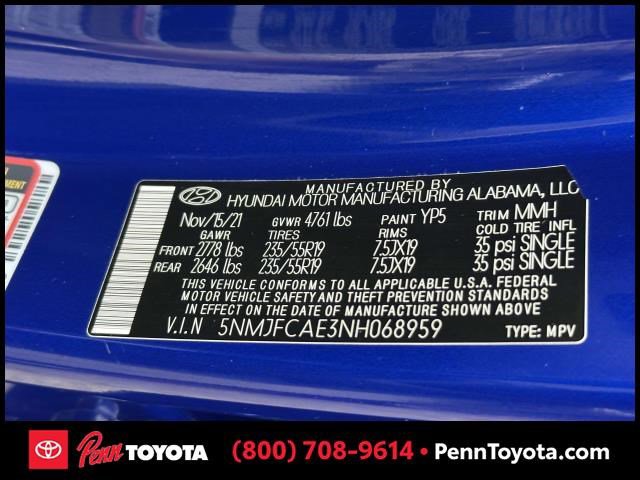 MANUFACTURED BY
HYUNDAI MOTOR MANUFACTURING ALABAMA, LLC
Nov/15/21 GVWR 4761 lbs PAINT YP5 TRIM MMH
GAWR TIRES RIMS COLD TIRE INFL
FRONT 2778 lbs 235/55R19 7.5JX19 35 psi SINGLE
REAR 2646 lbs 235/55R19 7.5JX19 35 psi SINGLE
THIS VEHICLE CONFORMS TO ALL APPLICABLE U.S.A. FEDERAL
MOTOR VEHICLE SAFETY AND THEFT PREVENTION STANDARDS
IN EFFECT ON THE DATE OF MANUFACTURE SHOWN ABOVE
V.I.N 5NMJFCAE3NH068959 TYPE: MPV
Penn TOYOTA (800) 708-9614 • PennToyota.com